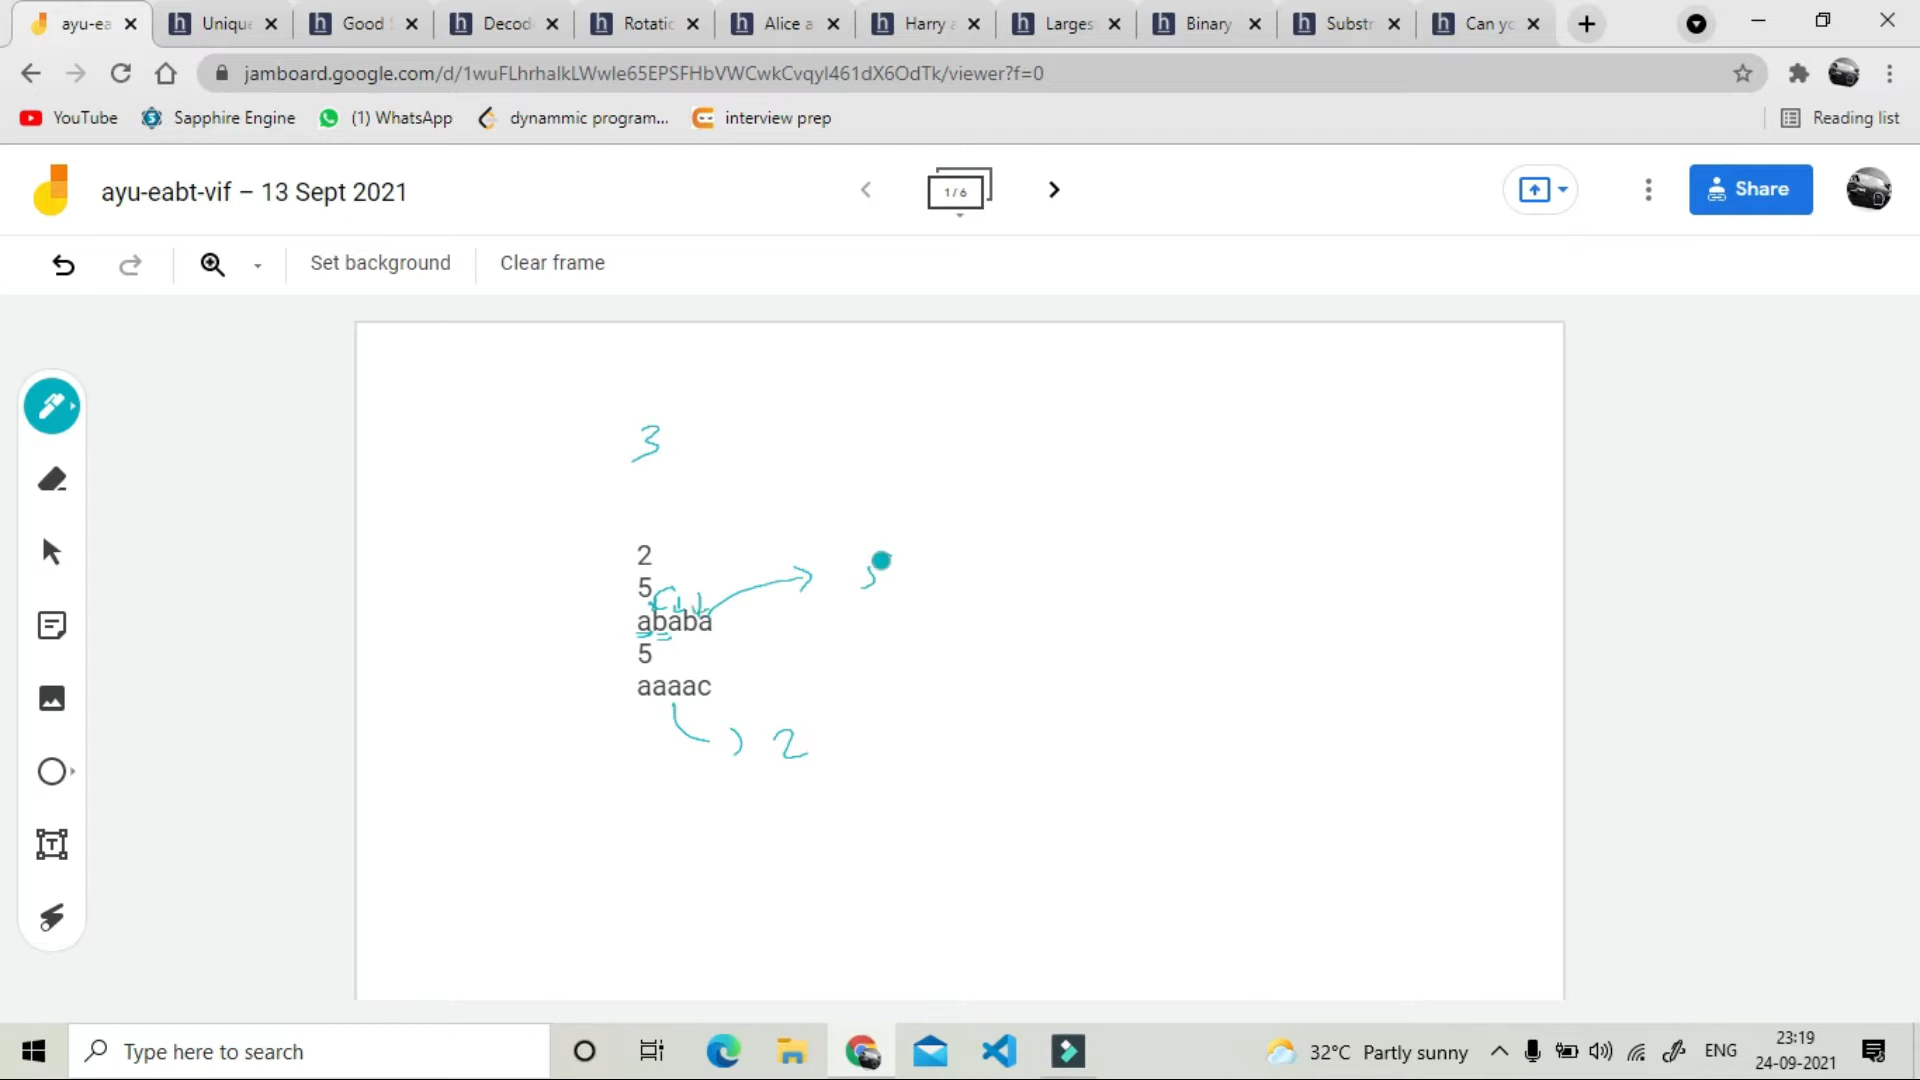 ayu-ea
Uniqu
Good
Decod
Rotatio
Alice a
Harry
Larges
Binary
Substr
Can yo
jamboard.google.com/d/1wuFLhrhalkLWwle65EPSFHbVWCwkCvqyl461dX6OdTk/viewer?f=0
YouTube
Sapphire Engine
(1) WhatsApp
dynammic program...
interview prep
Reading list
ayu-eabt-vif – 13 Sept 2021
1/6
Share
Set background
Clear frame
3
2
5
ababa
5
aaaac
2
Type here to search
32°C Partly sunny
ENG
23:19
24-09-2021